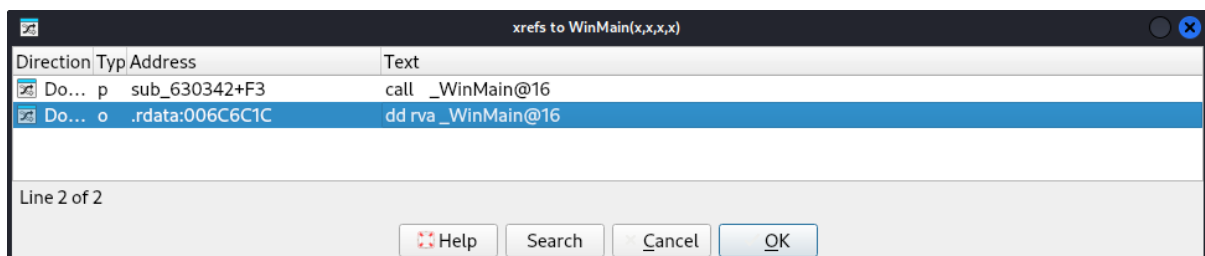 xrefs to WinMain(x,x,x,x)
Direction Typ Address Text
Do... p sub_630342+F3 call _WinMain@16
Do... o .rdata:006C6C1C dd rva _WinMain@16
Line 2 of 2
Help Search Cancel OK